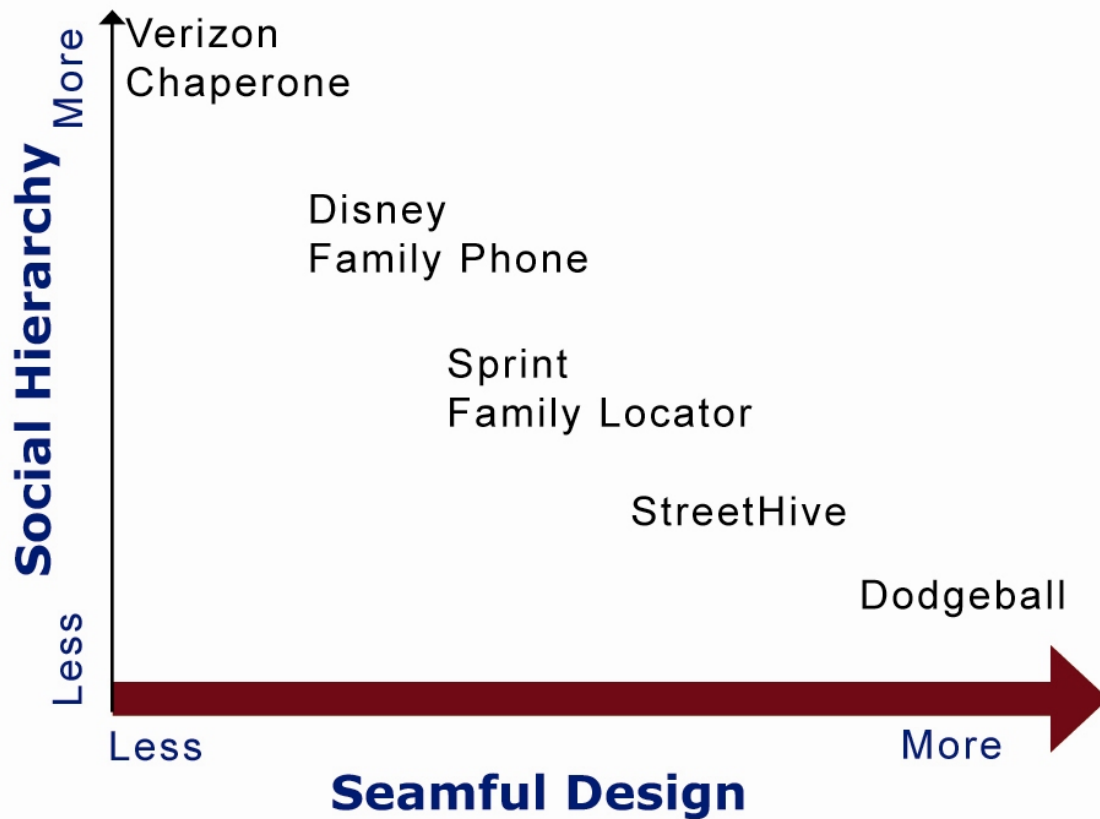 Verizon
Chaperone
More
Social Hierarchy
Less
Disney
Family Phone
Sprint
Family Locator
StreetHive
Dodgeball
Less
More
Seamful Design